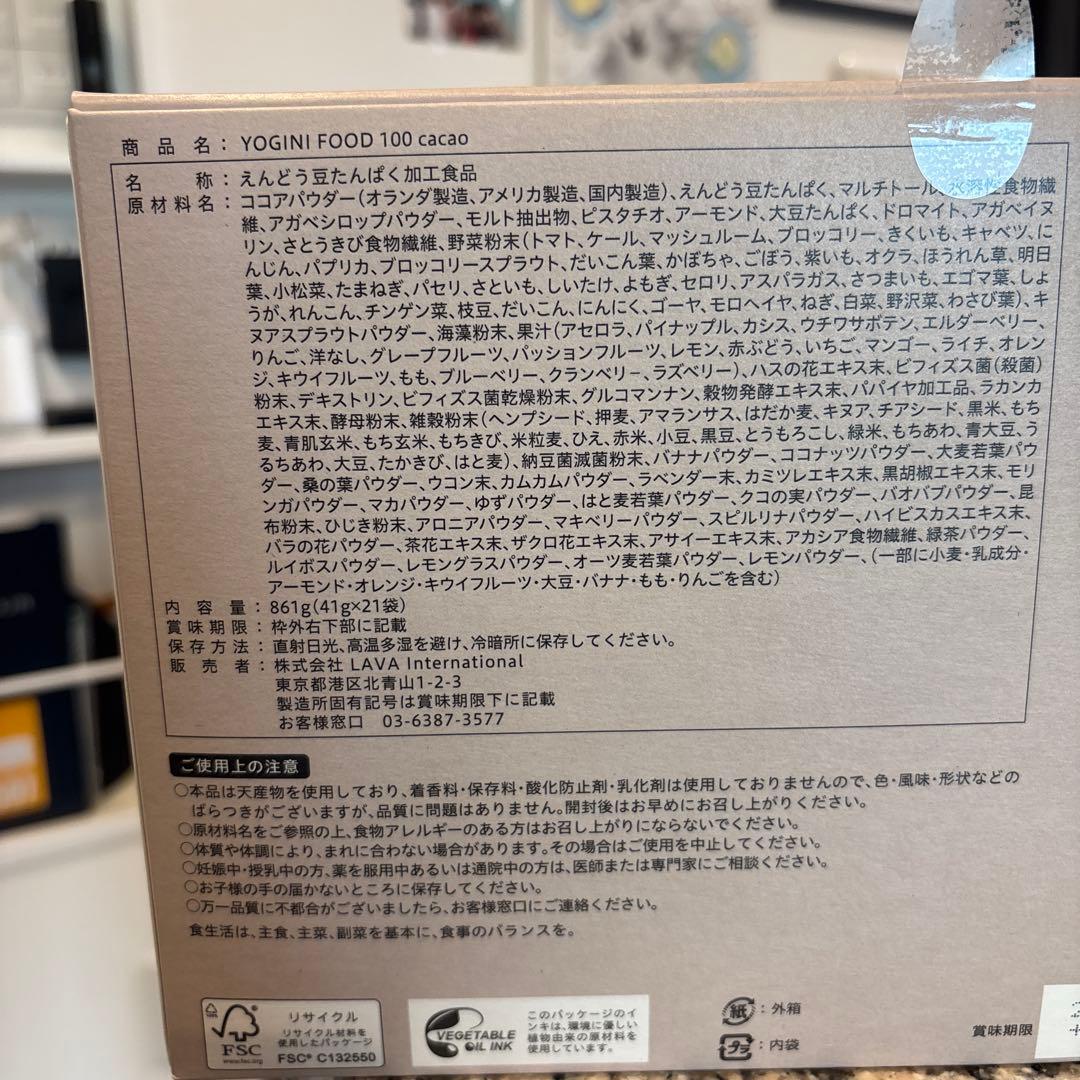 商品名：YOGINI FOOD 100 cacao
名称：えんどう豆たんぱく加工食品
原材料名：ココアパウダー(オランダ製造、アメリカ製造、国内製造)、えんどう豆たんぱく、マルチトール、水溶性食物繊
維、アガベシロップパウダー、モルト抽出物、ピスタチオ、アーモンド、大豆たんぱく、ドロマイト、アガベイヌ
リン、さとうきび食物繊維、野菜粉末(トマト、ケール、マッシュルーム、ブロッコリー、きくいも、キャベツ、に
んじん、パプリカ、ブロッコリースプラウト、だいこん葉、かぼちゃ、ごぼう、紫いも、オクラ、ほうれん草、明日
葉、小松菜、たまねぎ、パセリ、さといも、しいたけ、よもぎ、セロリ、アスパラガス、さつまいも、エゴマ葉、しょ
うが、れんこん、チンゲン菜、枝豆、だいこん、にんにく、ゴーヤ、モロヘイヤ、ねぎ、白菜、野沢菜、わさび葉)、キ
ヌアスプラウトパウダー、海藻粉末、果汁(アセロラ、パイナップル、カシス、ウチワサボテン、エルダーベリー、
りんご、洋なし、グレープフルーツ、パッションフルーツ、レモン、赤ぶどう、いちご、マンゴー、ライチ、オレン
ジ、キウイフルーツ、もも、ブルーベリー、クランベリー、ラズベリー)、ハスの花エキス末、ビフィズス菌(殺菌)
粉末、デキストリン、ビフィズス菌乾燥粉末、グルコマンナン、穀物発酵エキス末、パパイヤ加工品、ラカンカ
エキス末、酵母粉末、雑穀粉末(ヘンプシード、押麦、アマランサス、はだか麦、キヌア、チアシード、黒米、もち
麦、青肌玄米、もち玄米、もちきび、米粒麦、ひえ、赤米、小豆、黒豆、とうもろこし、緑米、もちあわ、青大豆、う
るちあわ、大豆、たかきび、はと麦)、納豆菌滅菌粉末、バナナパウダー、ココナッツパウダー、大麦若葉パウ
ダー、桑の葉パウダー、ウコン末、カムカムパウダー、ラベンダー末、カミツレエキス末、黒胡椒エキス末、モリ
ンガパウダー、マカパウダー、ゆずパウダー、はと麦若葉パウダー、クコの実パウダー、バオバブパウダー、昆
布粉末、ひじき粉末、アロニアパウダー、マキベリーパウダー、スピルリナパウダー、ハイビスカスエキス末、
バラの花パウダー、茶花エキス末、ザクロ花エキス末、アサイーエキス末、アカシア食物繊維、緑茶パウダー、
ルイボスパウダー、レモングラスパウダー、オーツ麦若葉パウダー、レモンパウダー、(一部に小麦・乳成分・
アーモンド・オレンジ・キウイフルーツ・大豆・バナナ・もも・りんごを含む)
内容量：861g(41g×21袋)
賞味期限：枠外右下部に記載
保存方法：直射日光、高温多湿を避け、冷暗所に保存してください。
販売者：株式会社 LAVA International
東京都港区北青山1-2-3
製造所固有記号は賞味期限下に記載
お客様窓口 03-6387-3577
ご使用上の注意
○本品は天産物を使用しており、着香料・保存料・酸化防止剤・乳化剤は使用しておりませんので、色・風味・形状などの
ばらつきがございますが、品質に問題はありません。開封後はお早めにお召し上がりください。
○原材料名をご参照の上、食物アレルギーのある方はお召し上がりにならないでください。
○体質や体調により、まれに合わない場合があります。その場合はご使用を中止してください。
○妊娠中・授乳中の方、薬を服用中あるいは通院中の方は、医師または専門家にご相談ください。
○お子様の手の届かないところに保存してください。
○万一品質に不都合がございましたら、お客様窓口にご連絡ください。
食生活は、主食、主菜、副菜を基本に、食事のバランスを。
FSC
www.fsc.org
リサイクル
リサイクル材料を
使用したパッケージ
FSC® C132550
VEGETABLE
OIL INK
このパッケージのイ
ンキは、環境に優しい
植物由来の原材料を
使用しています。
紙：外箱
プラ：内袋
賞味期限